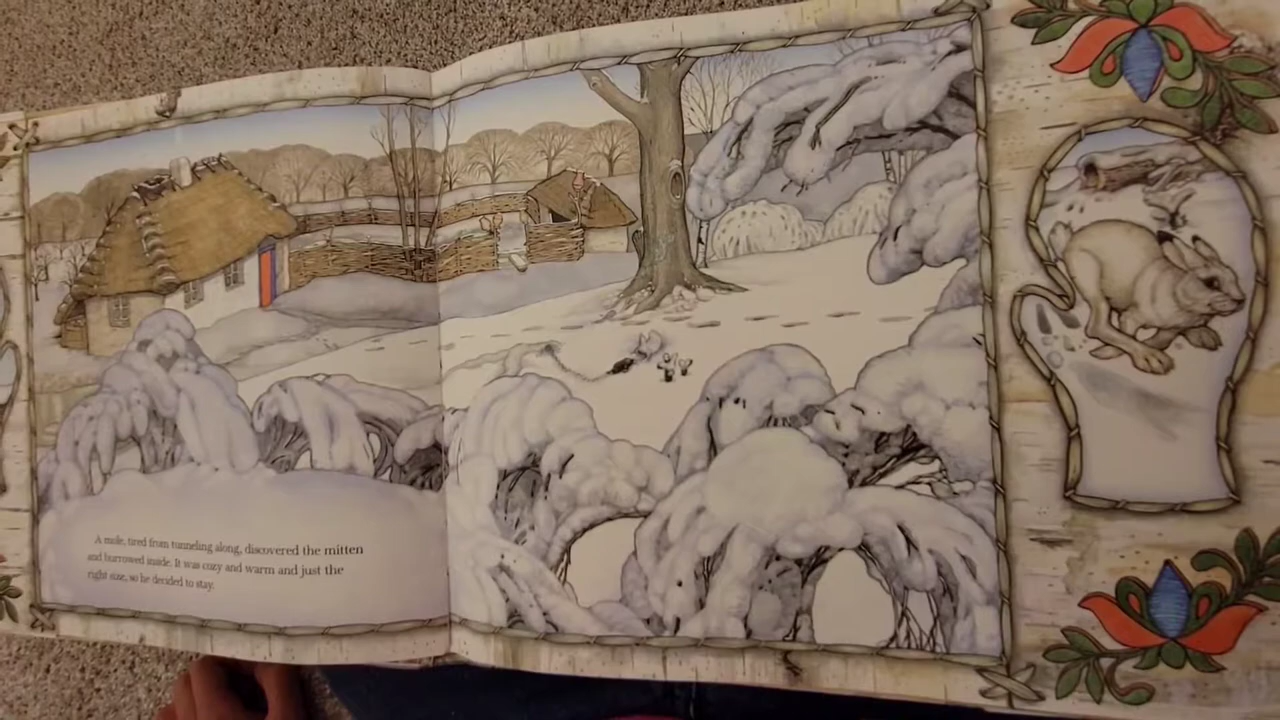 A mole, tired from tunneling along, discovered the mitten
and burrowed inside. It was cozy and warm and just the
right size, so he decided to stay.